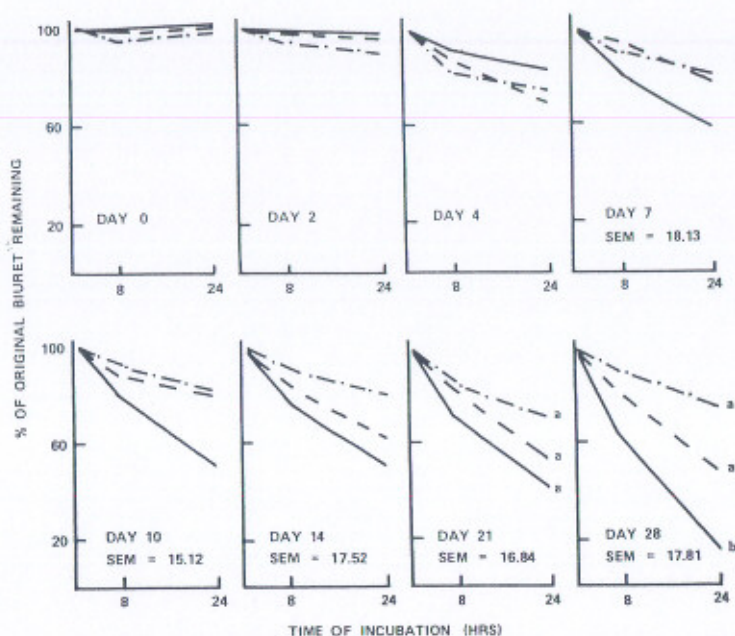 % OF ORIGINAL BIURET REMAINING
100
60
20
DAY 0
8
24
DAY 2
8
24
DAY 4
8
24
DAY 7
SEM = 18.13
8
24
100
60
20
DAY 10
SEM = 15.12
8
24
DAY 14
SEM = 17.52
8
24
a
a
a
DAY 21
SEM = 16.84
8
24
a
a
b
DAY 28
SEM = 17.81
8
24
TIME OF INCUBATION (HRS)